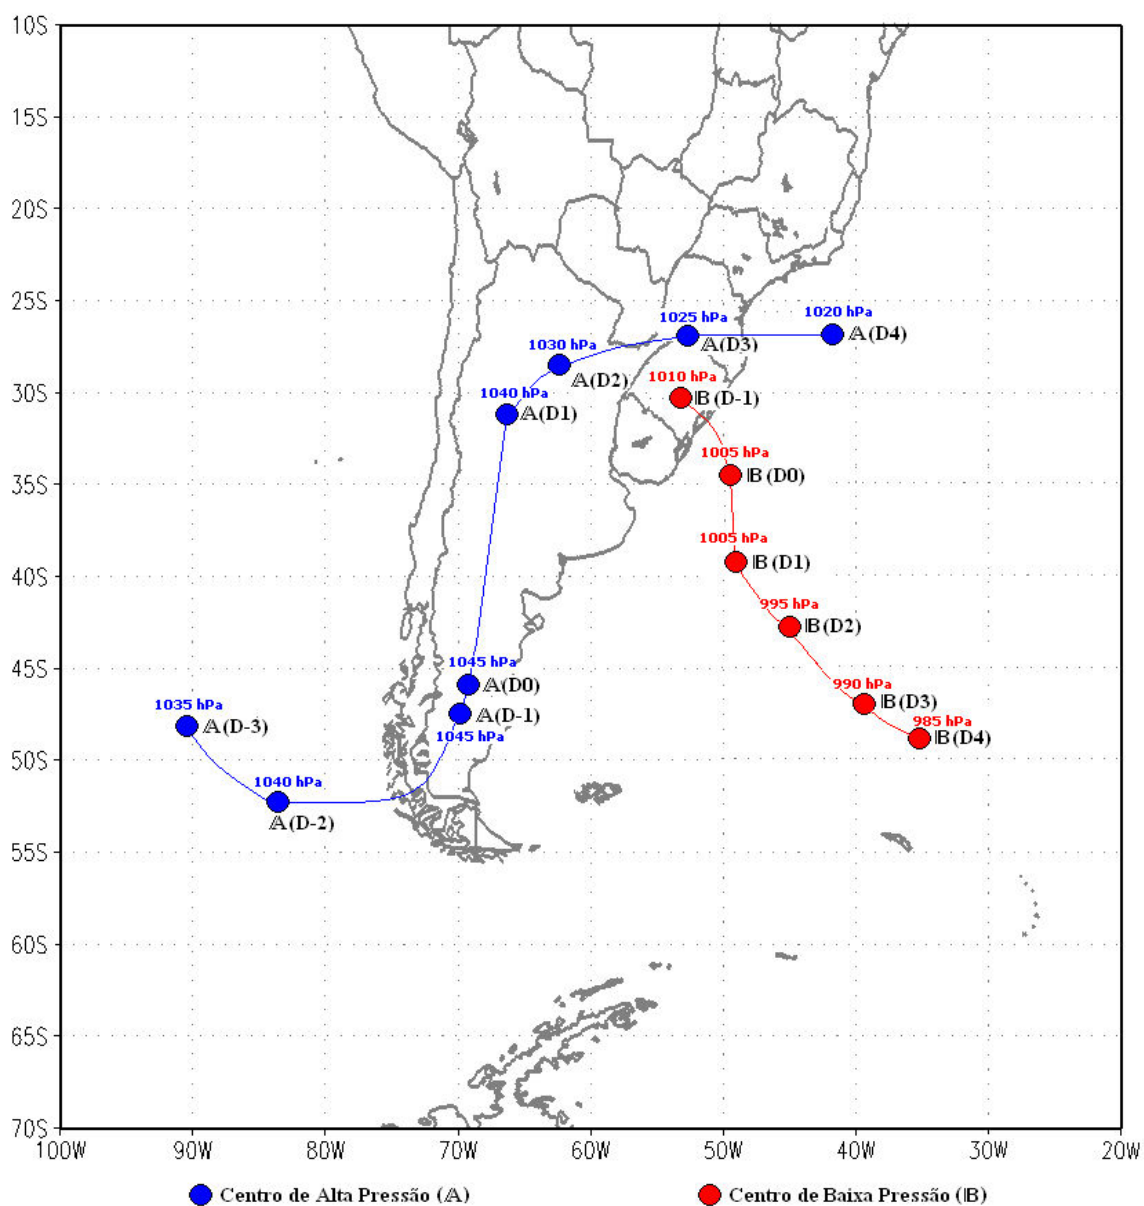 10S
15S
20S
25S
1025 hPa
1020 hPa
A(D3)
A(D4)
1030 hPa
A(D2)
30S
1040 hPa
A(D1)
1010 hPa
B(D-1)
35S
1005 hPa
B(D0)
1005 hPa
B(D1)
40S
995 hPa
B(D2)
45S
1045 hPa
A(D0)
A(D-1)
1045 hPa
990 hPa
B(D3)
985 hPa
B(D4)
1035 hPa
A(D-3)
50S
1040 hPa
A(D-2)
55S
60S
65S
70S
100W 90W 80W 70W 60W 50W 40W 30W 20W
Centro de Alta Pressão (A)
Centro de Baixa Pressão (B)